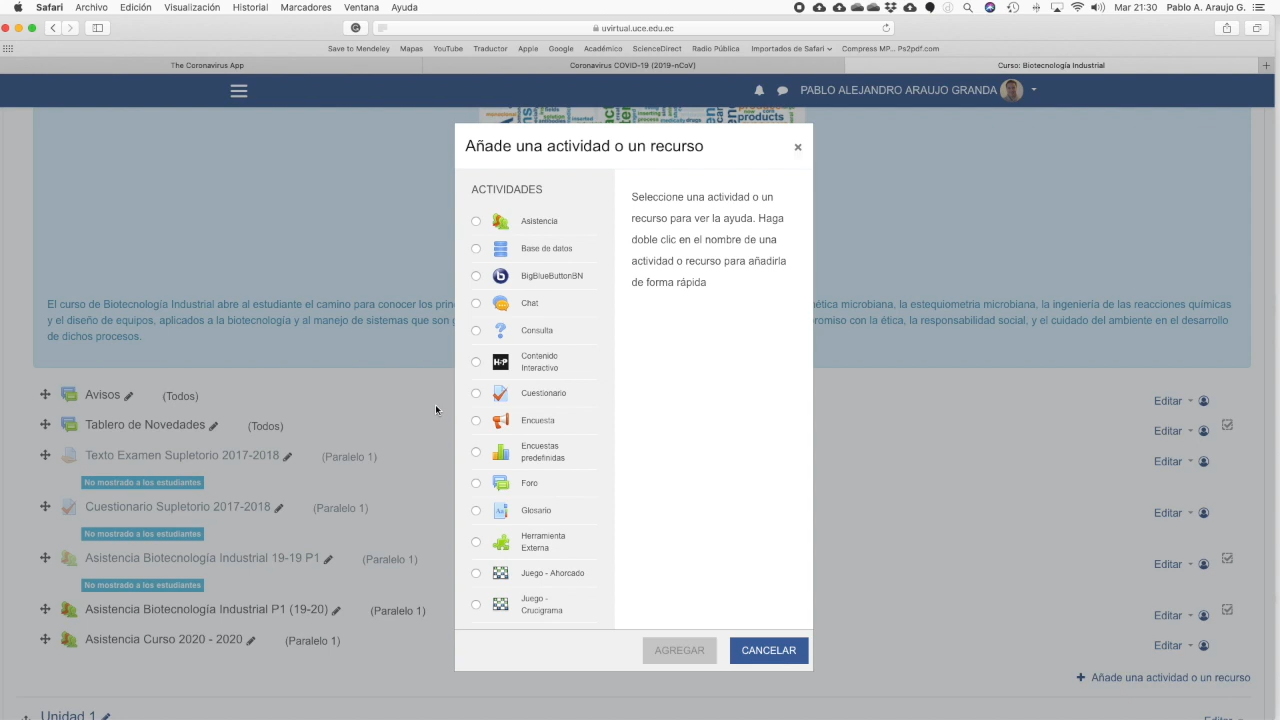 Safari Archivo Edición Visualización Historial Marcadores Ventana Ayuda
Mar 21:30 Pablo A. Araujo G.
uvirtual.uce.edu.ec
Save to Mendeley Mapas YouTube Traductor Apple Google Académico ScienceDirect Radio Pública Importados de Safari Compress MP... Ps2pdf.com
The Coronavirus App
Coronavirus COVID-19 (2019-nCoV)
Curso: Biotecnología Industrial
PABLO ALEJANDRO ARAUJO GRANDA
products
Añade una actividad o un recurso
×
ACTIVIDADES
Asistencia
Base de datos
BigBlueButtonBN
Chat
Consulta
Contenido
Interactivo
Cuestionario
Encuesta
Encuestas
predefinidas
Foro
Glosario
Herramienta
Externa
Juego - Ahorcado
Juego -
Crucigrama
Seleccione una actividad o un
recurso para ver la ayuda. Haga
doble clic en el nombre de una
actividad o recurso para añadirla
de forma rápida
AGREGAR
CANCELAR
El curso de Biotecnología Industrial abre al estudiante el camino para conocer los prin
ética microbiana, la estequiometria microbiana, la ingeniería de las reacciones químicas
y el diseño de equipos, aplicados a la biotecnología y al manejo de sistemas que son
promiso con la ética, la responsabilidad social, y el cuidado del ambiente en el desarrollo
de dichos procesos.
Avisos (Todos) Editar
Tablero de Novedades (Todos) Editar
Texto Examen Supletorio 2017-2018 (Paralelo 1) Editar
No mostrado a los estudiantes
Cuestionario Supletorio 2017-2018 (Paralelo 1) Editar
No mostrado a los estudiantes
Asistencia Biotecnología Industrial 19-19 P1 (Paralelo 1) Editar
No mostrado a los estudiantes
Asistencia Biotecnología Industrial P1 (19-20) (Paralelo 1) Editar
Asistencia Curso 2020 - 2020 (Paralelo 1) Editar
+ Añade una actividad o un recurso
Unidad 1
Editar